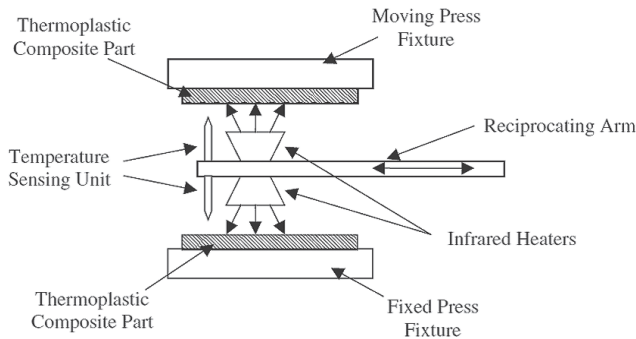 Thermoplastic
Composite Part
Moving Press
Fixture
Reciprocating Arm
Temperature
Sensing Unit
Infrared Heaters
Thermoplastic
Composite Part
Fixed Press
Fixture